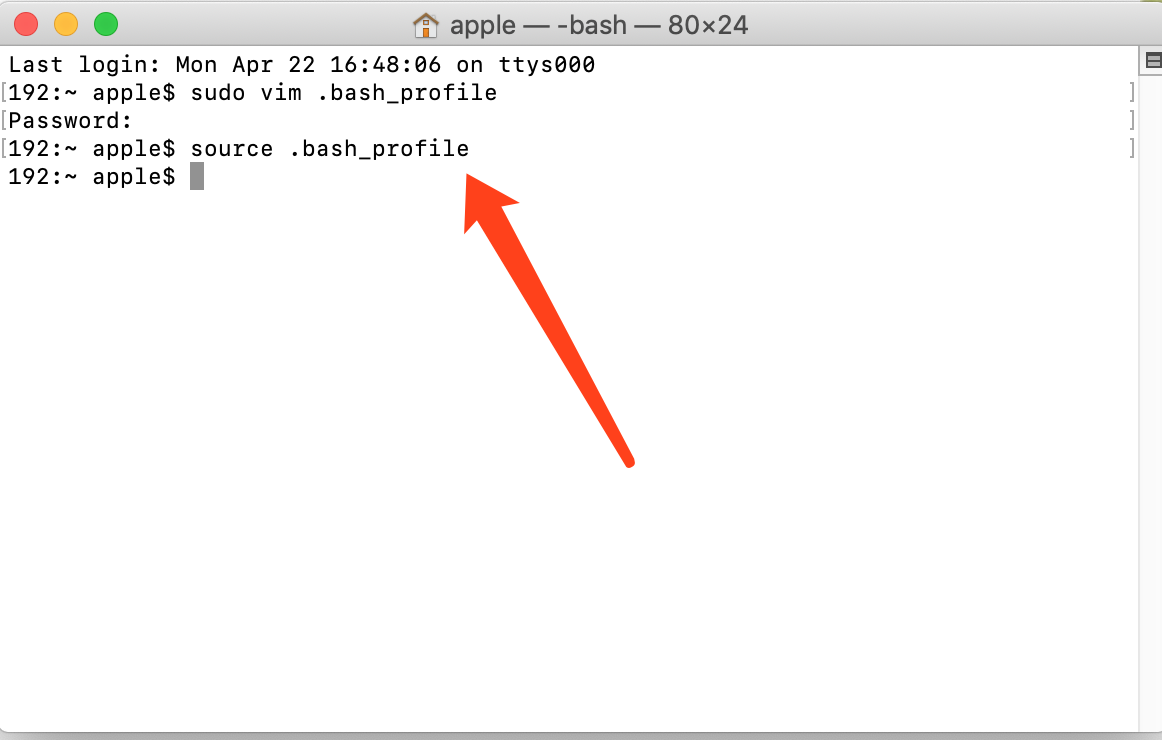 apple — -bash — 80×24
Last login: Mon Apr 22 16:48:06 on ttys000
[192:~ apple$ sudo vim .bash_profile ]
[Password: ]
[192:~ apple$ source .bash_profile ]
192:~ apple$